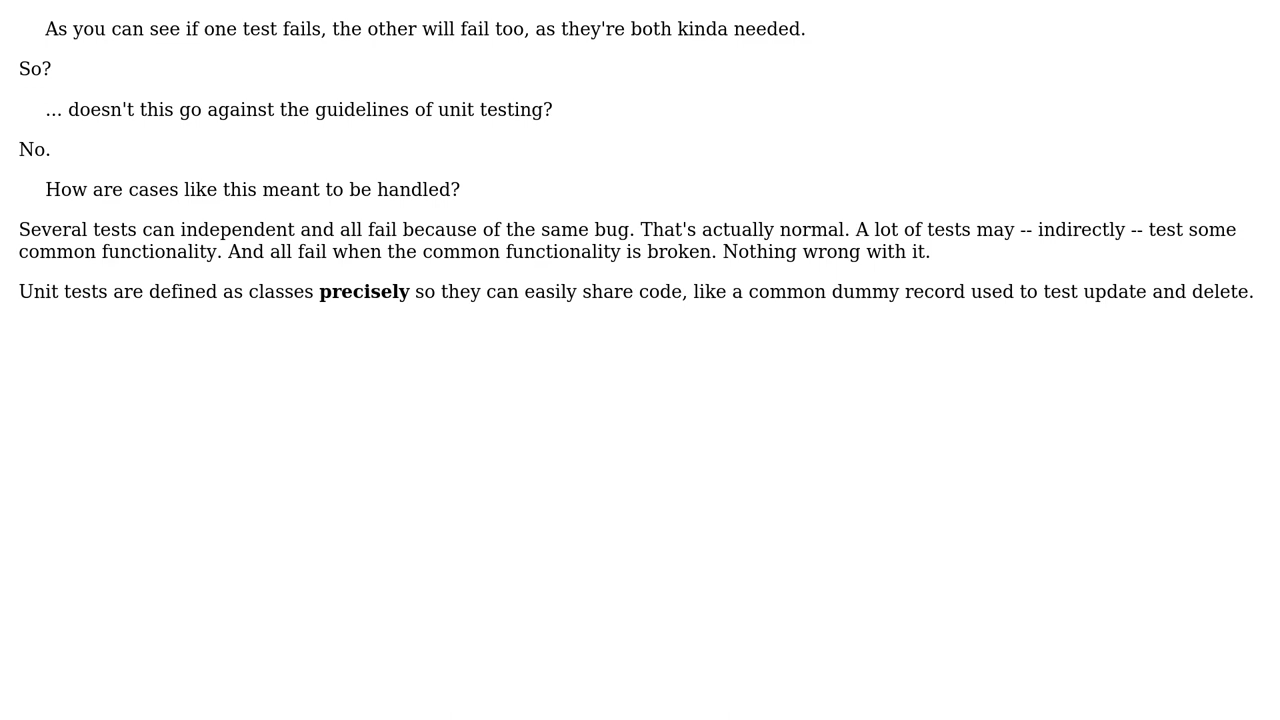 As you can see if one test fails, the other will fail too, as they're both kinda needed.
So?
... doesn't this go against the guidelines of unit testing?
No.
How are cases like this meant to be handled?
Several tests can independent and all fail because of the same bug. That's actually normal. A lot of tests may -- indirectly -- test some
common functionality. And all fail when the common functionality is broken. Nothing wrong with it.
Unit tests are defined as classes precisely so they can easily share code, like a common dummy record used to test update and delete.